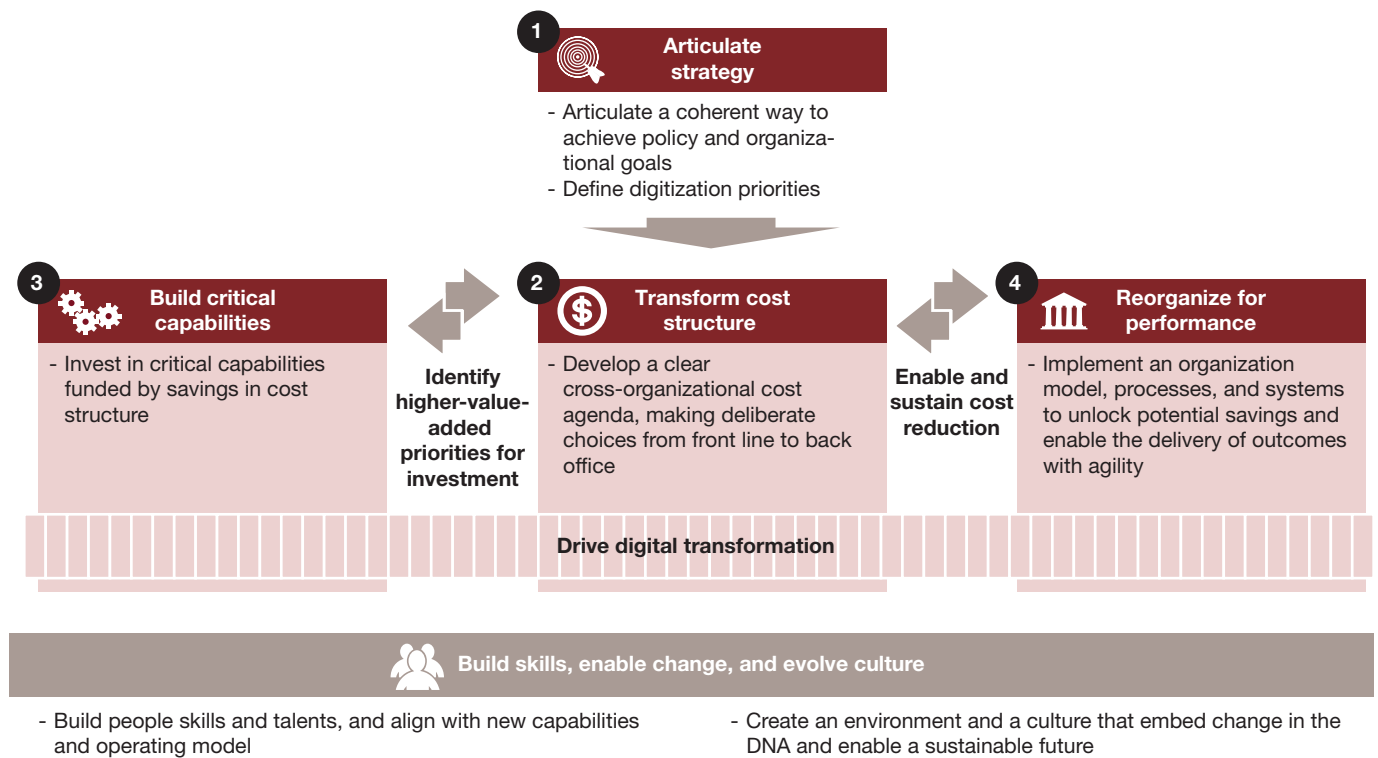 1
Articulate
strategy
- Articulate a coherent way to
achieve policy and organiza-
tional goals
- Define digitization priorities
3
Build critical
capabilities
- Invest in critical capabilities
funded by savings in cost
structure
Identify
higher-value-
added
priorities for
investment
2
$
Transform cost
structure
- Develop a clear
cross-organizational cost
agenda, making deliberate
choices from front line to back
office
Enable and
sustain cost
reduction
4
Reorganize for
performance
- Implement an organization
model, processes, and systems
to unlock potential savings and
enable the delivery of outcomes
with agility
Drive digital transformation
Build skills, enable change, and evolve culture
- Build people skills and talents, and align with new capabilities
and operating model
- Create an environment and a culture that embed change in the
DNA and enable a sustainable future